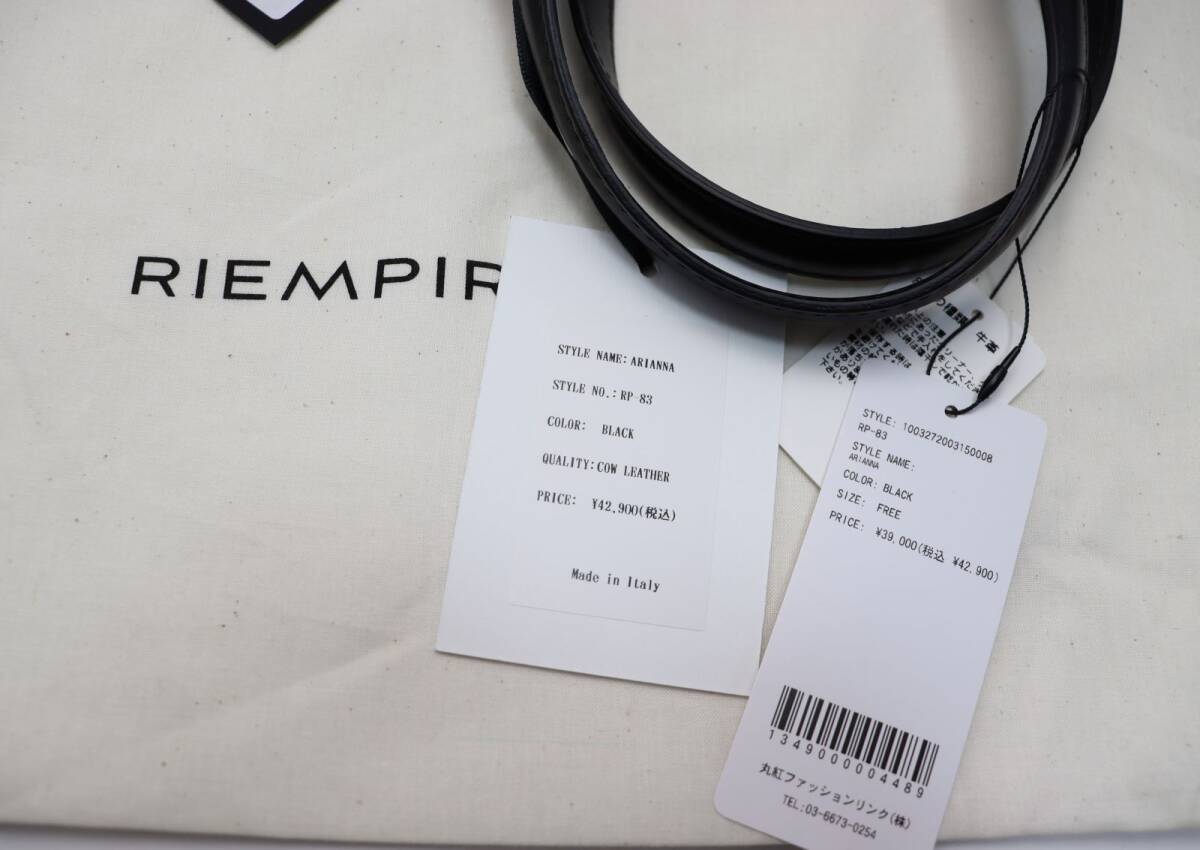 RIEMPIR
STYLE NAME: ARIANNA
STYLE NO.: RP-83
COLOR: BLACK
QUALITY: COW LEATHER
PRICE: ¥42,900(税込)
Made in Italy
牛革
STYLE: 1003272003150008
RP-83
STYLE NAME:
ARIANNA
COLOR: BLACK
SIZE: FREE
PRICE: ¥39,000(税込 ¥42,900)
1349000004489
丸紅ファッションリンク(株)
TEL:03-6673-0254